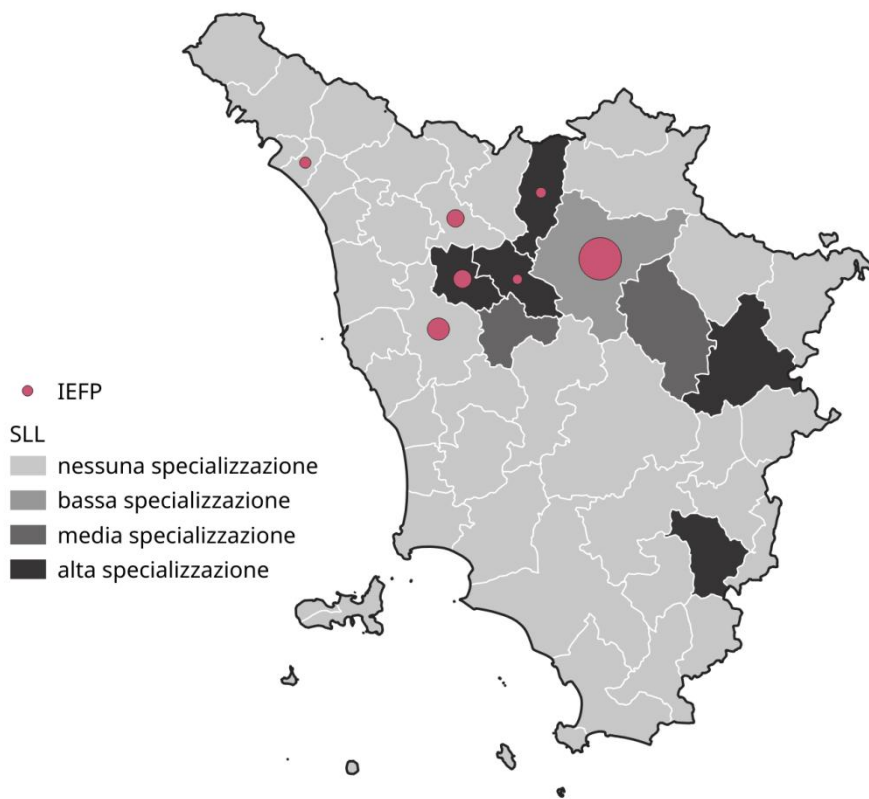 IEFP
SLL
nessuna specializzazione
bassa specializzazione
media specializzazione
alta specializzazione